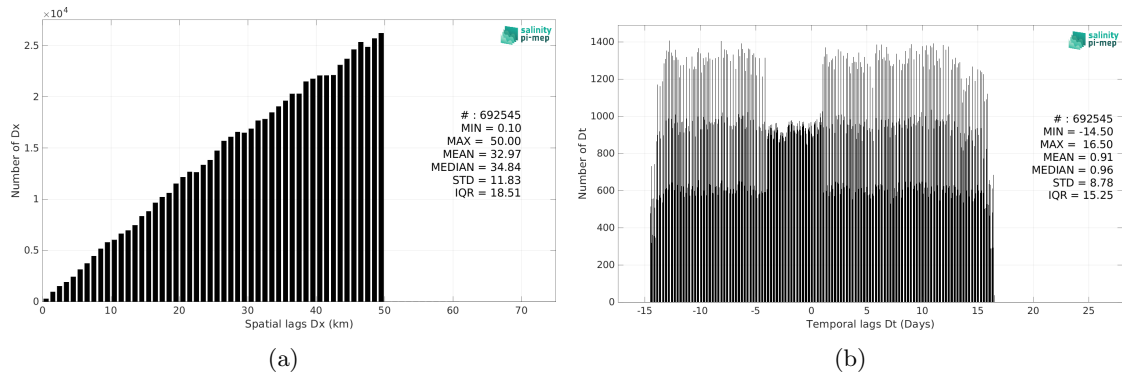 ×10⁴
2.5
2
1.5
1
0.5
0
Number of Dx
0 10 20 30 40 50 60 70
Spatial lags Dx (km)
salinity
pi-mep
# : 692545
MIN = 0.10
MAX = 50.00
MEAN = 32.97
MEDIAN = 34.84
STD = 11.83
IQR = 18.51
(a)
1400
1200
1000
800
600
400
200
0
Number of Dt
-15 -10 -5 0 5 10 15 20 25
Temporal lags Dt (Days)
salinity
pi-mep
# : 692545
MIN = -14.50
MAX = 16.50
MEAN = 0.91
MEDIAN = 0.96
STD = 8.78
IQR = 15.25
(b)